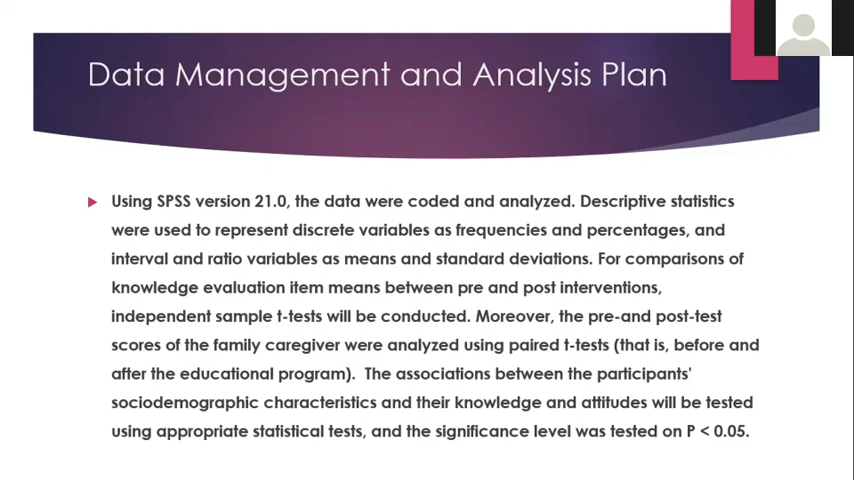 Data Management and Analysis Plan
Using SPSS version 21.0, the data were coded and analyzed. Descriptive statistics
were used to represent discrete variables as frequencies and percentages, and
interval and ratio variables as means and standard deviations. For comparisons of
knowledge evaluation item means between pre and post interventions,
independent sample t-tests will be conducted. Moreover, the pre-and post-test
scores of the family caregiver were analyzed using paired t-tests (that is, before and
after the educational program).  The associations between the participants'
sociodemographic characteristics and their knowledge and attitudes will be tested
using appropriate statistical tests, and the significance level was tested on P < 0.05.